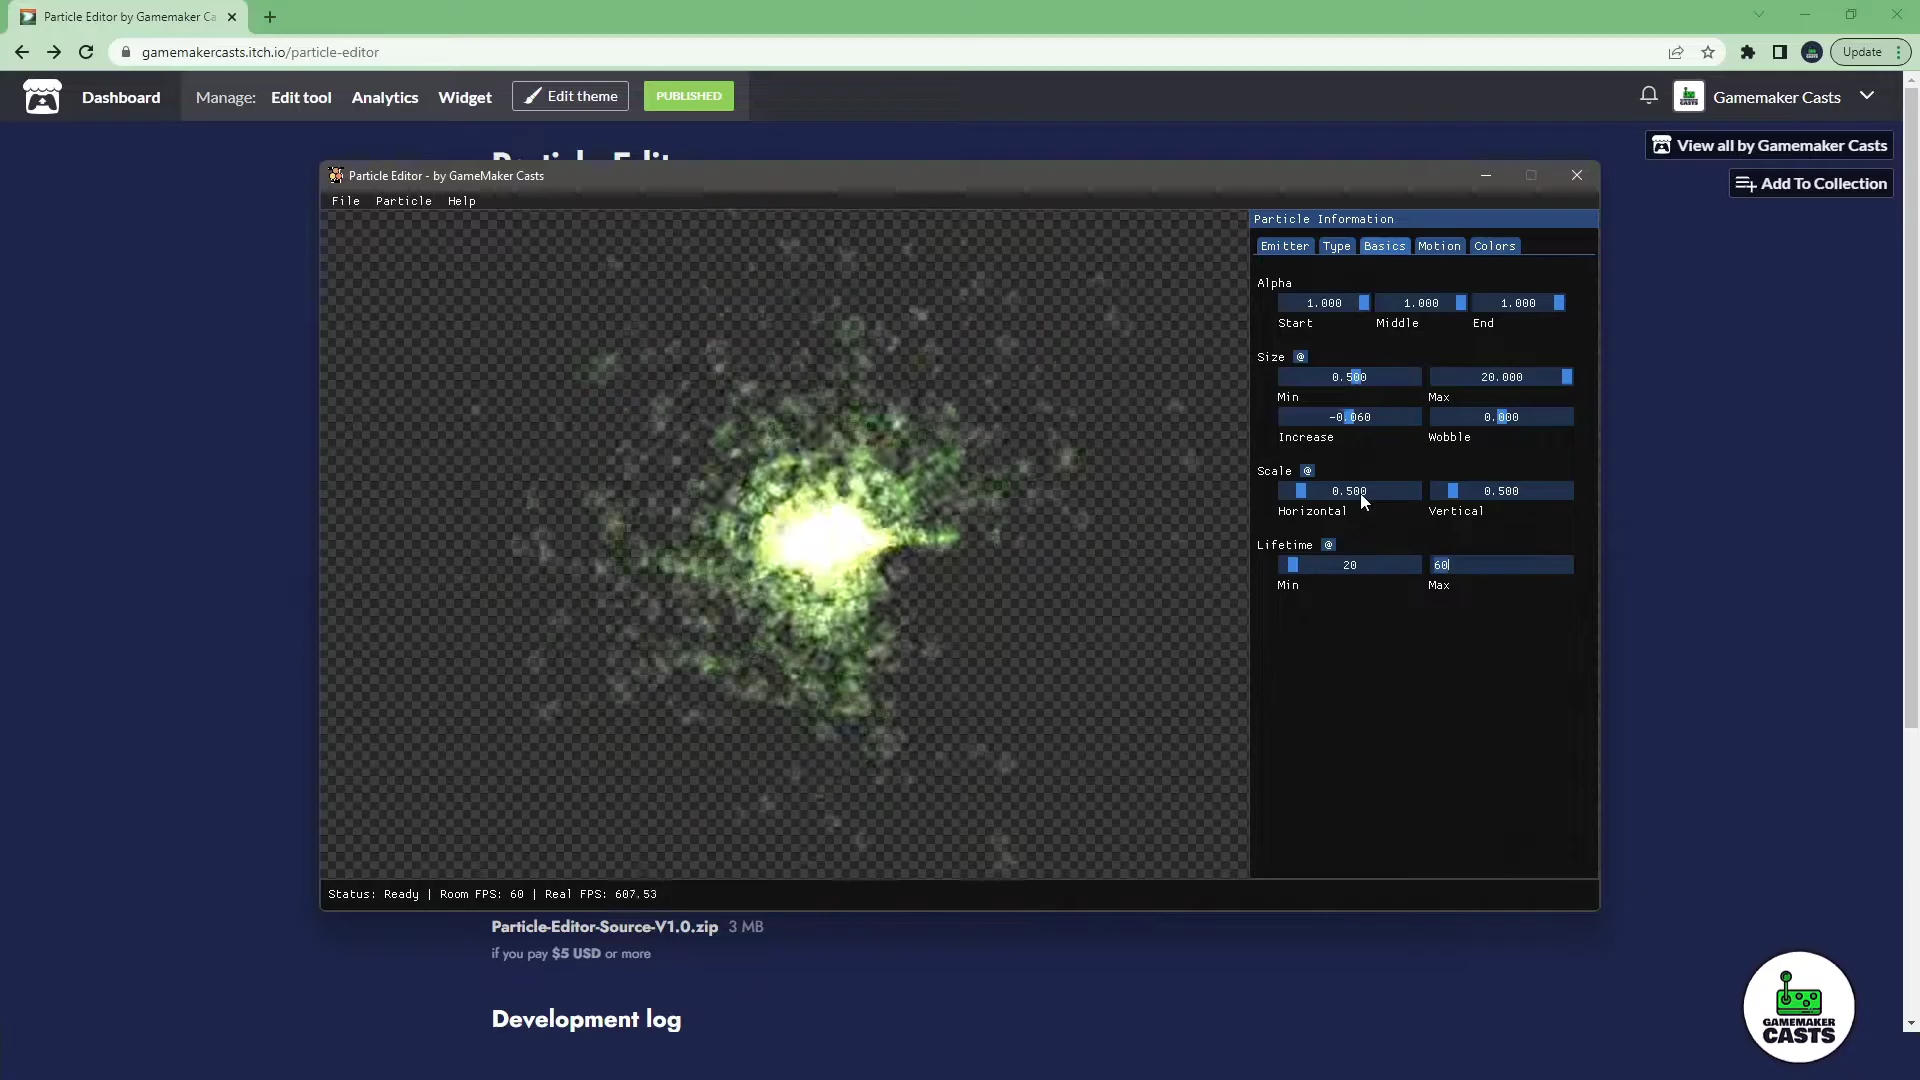 Particle Editor by Gamemaker Ca
gamemakercasts.itch.io/particle-editor
Update
Dashboard
Manage:
Edit tool
Analytics
Widget
Edit theme
PUBLISHED
Gamemaker Casts
View all by Gamemaker Casts
Add To Collection
Particle Editor - by GameMaker Casts
File Particle Help
Particle Information
Emitter Type Basics Motion Colors
Alpha
1.000 1.000 1.000
Start Middle End
Size @
0.500 20.000
Min Max
-0.060 0.000
Increase Wobble
Scale @
0.500 0.500
Horizontal Vertical
Lifetime @
20 60
Min Max
Status: Ready | Room FPS: 60 | Real FPS: 607.53
Particle-Editor-Source-V1.0.zip 3 MB
if you pay $5 USD or more
Development log
GAMEMAKER
CASTS